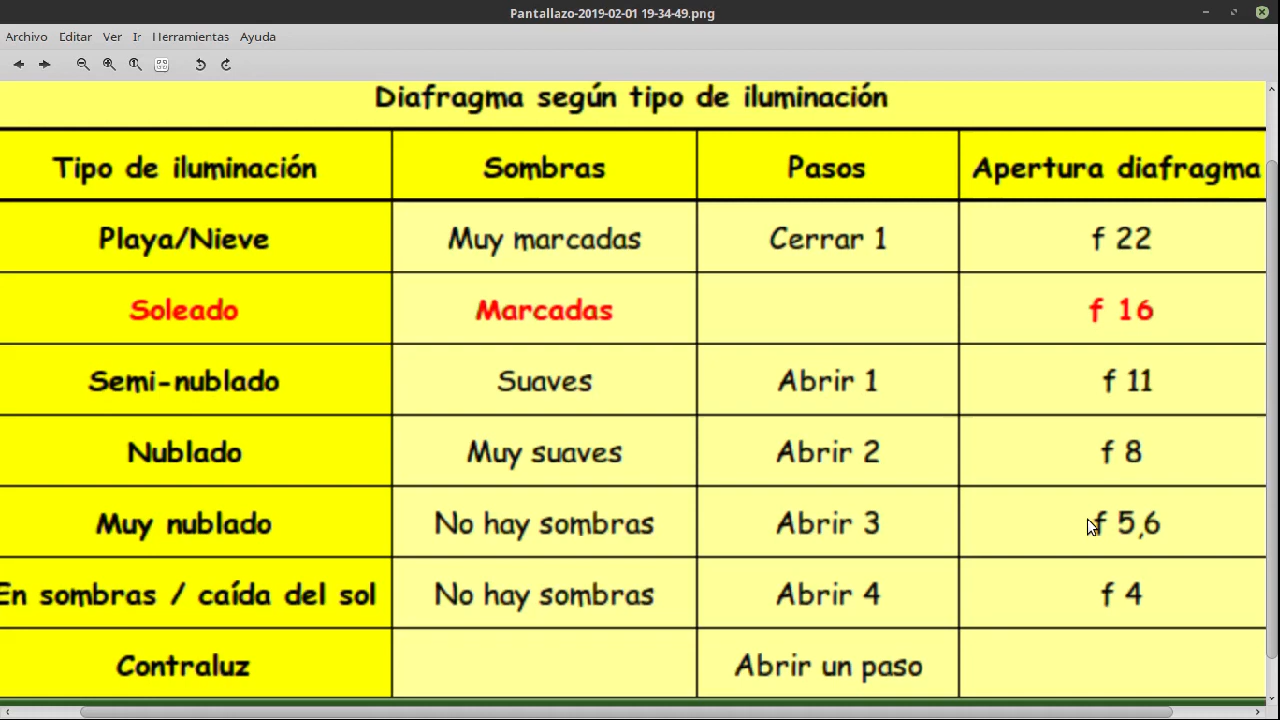 Pantallazo-2019-02-01 19-34-49.png
Archivo Editar Ver Ir Herramientas Ayuda
Diafragma según tipo de iluminación
Tipo de iluminación Sombras Pasos Apertura diafragma
Playa/Nieve Muy marcadas Cerrar 1 f 22
Soleado Marcadas f 16
Semi-nublado Suaves Abrir 1 f 11
Nublado Muy suaves Abrir 2 f 8
Muy nublado No hay sombras Abrir 3 f 5,6
En sombras / caída del sol No hay sombras Abrir 4 f 4
Contraluz Abrir un paso